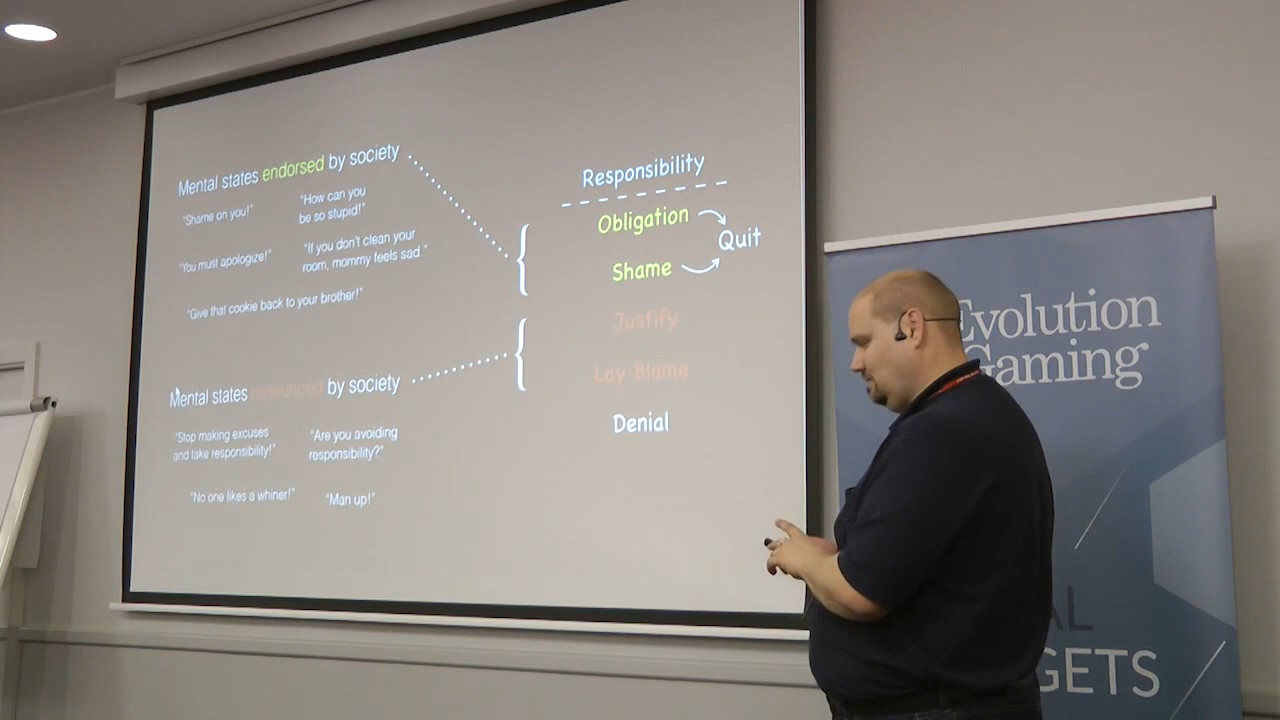 Mental states endorsed by society
"Shame on you!"
"How can you
be so stupid!"
"You must apologize!"
"If you don't clean your
room, mommy feels sad."
"Give that cookie back to your brother!"
Mental states renounced by society
"Stop making excuses
and take responsibility!"
"Are you avoiding
responsibility?"
"No one likes a whiner!"
"Man up!"
Responsibility
Obligation
Quit
Shame
Justify
Lay Blame
Denial
Evolution
Gaming